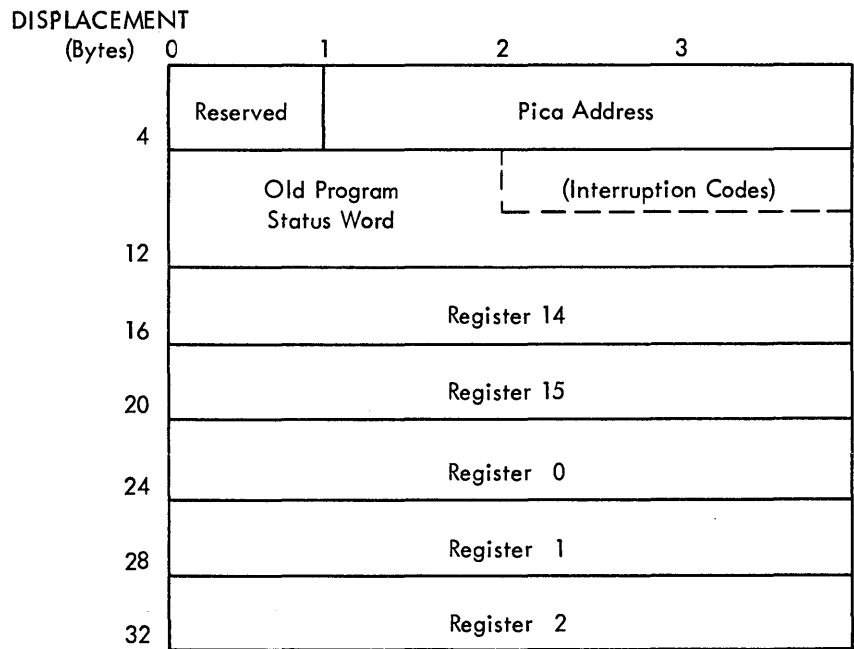 DISPLACEMENT
(Bytes) 0 1 2 3
Reserved Pica Address
4
Old Program (Interruption Codes)
Status Word
12
Register 14
16
Register 15
20
Register 0
24
Register 1
28
Register 2
32